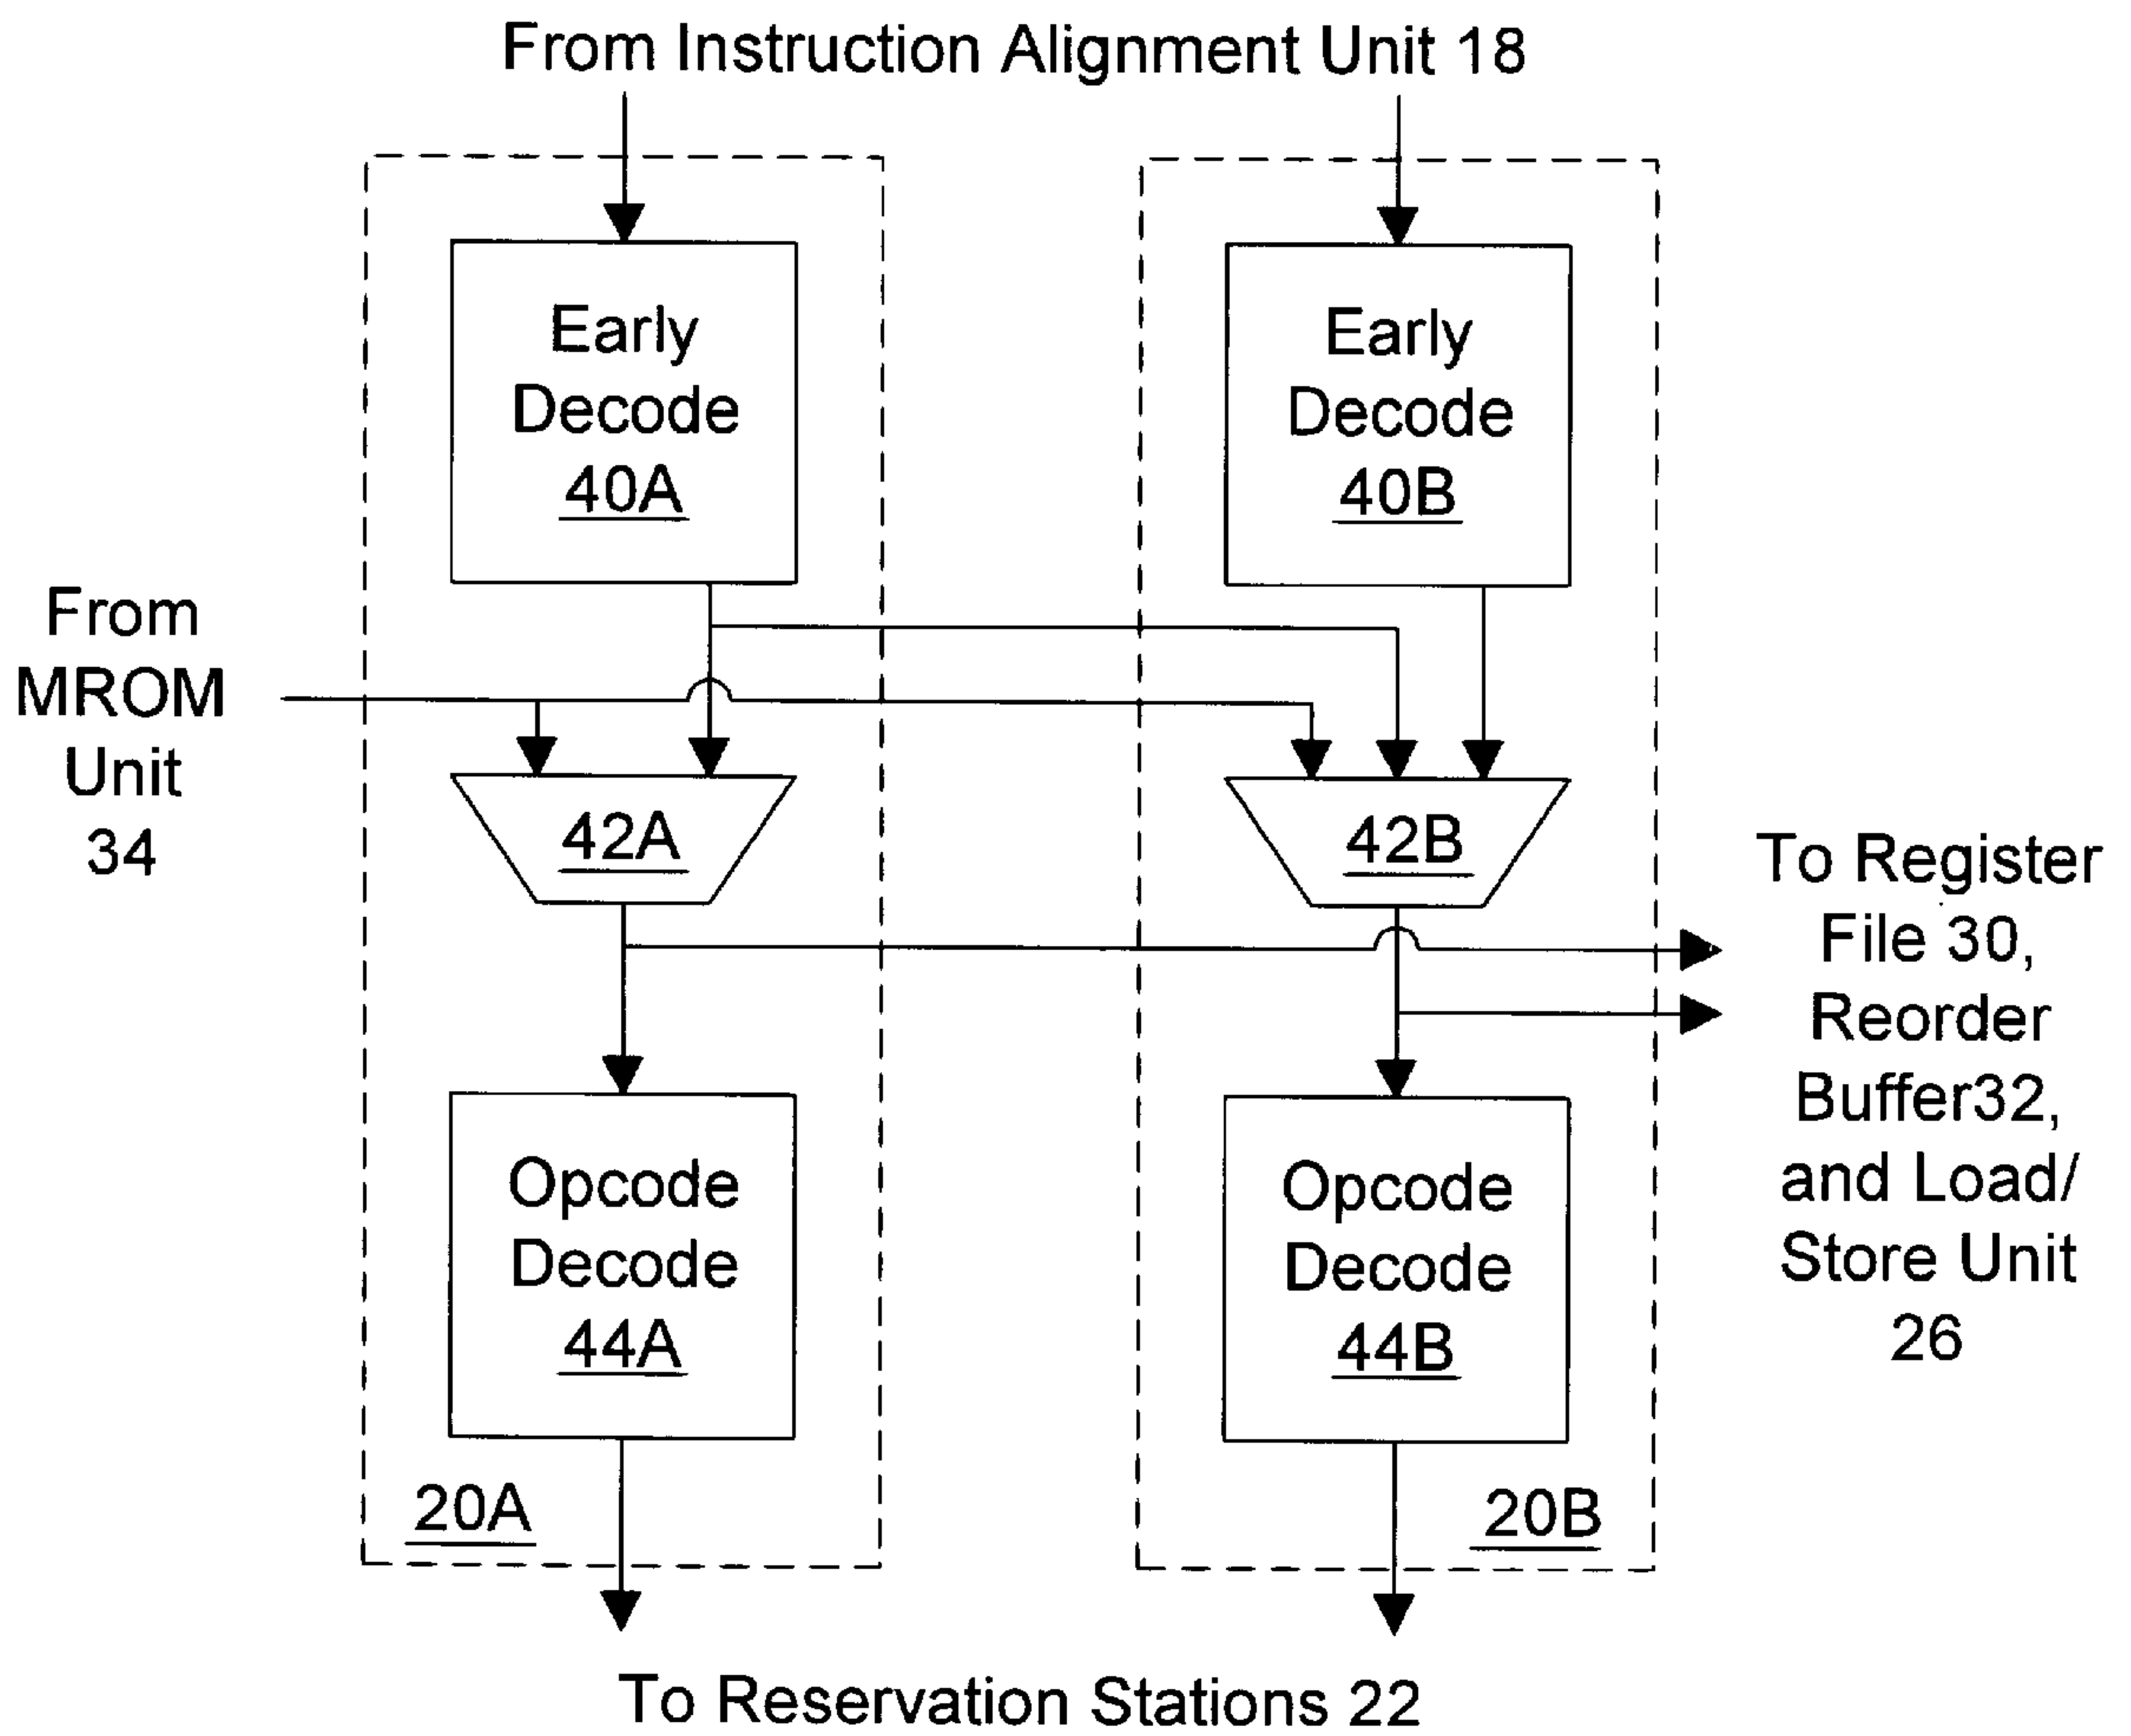 From Instruction Alignment Unit 18
Early
Decode
40A
Early
Decode
40B
From
MROM
Unit
34
42A
42B
To Register
File 30,
Reorder
Buffer32,
and Load/
Store Unit
26
Opcode
Decode
44A
Opcode
Decode
44B
20A
20B
To Reservation Stations 22